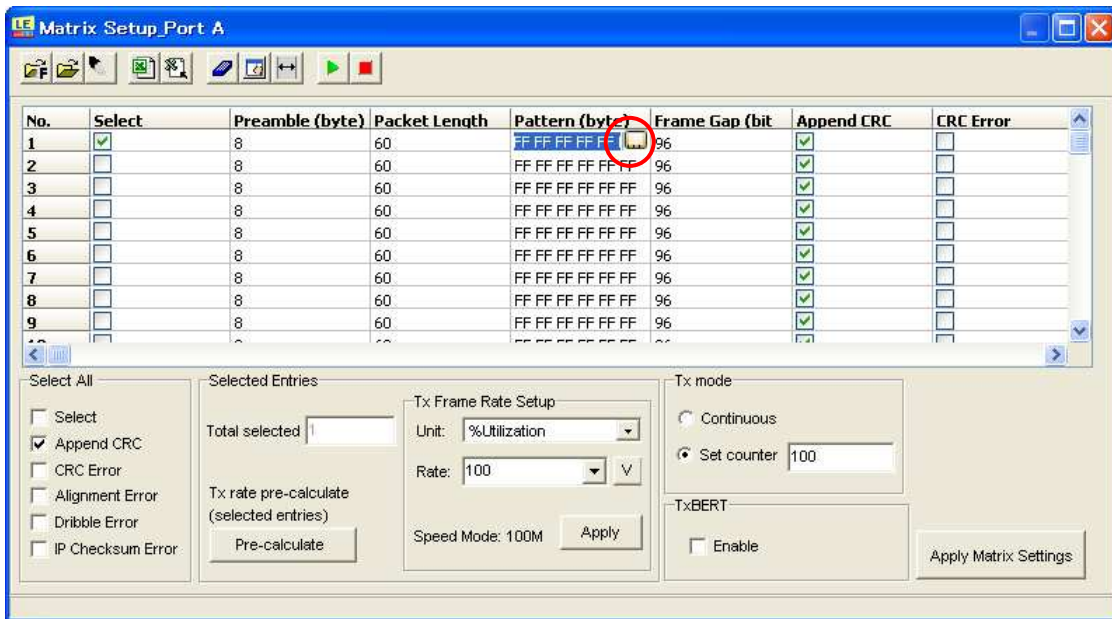 LE Matrix Setup_Port A
No. Select Preamble (byte) Packet Length Pattern (byte) Frame Gap (bit Append CRC CRC Error
1 8 60 FF FF FF FF FF ... 96
2 8 60 FF FF FF FF FF FF 96
3 8 60 FF FF FF FF FF FF 96
4 8 60 FF FF FF FF FF FF 96
5 8 60 FF FF FF FF FF FF 96
6 8 60 FF FF FF FF FF FF 96
7 8 60 FF FF FF FF FF FF 96
8 8 60 FF FF FF FF FF FF 96
9 8 60 FF FF FF FF FF FF 96
Select All
Select
Append CRC
CRC Error
Alignment Error
Dribble Error
IP Checksum Error
Selected Entries
Total selected 1
Tx rate pre-calculate
(selected entries)
Pre-calculate
Tx Frame Rate Setup
Unit: %Utilization
Rate: 100 V
Speed Mode: 100M Apply
Tx mode
Continuous
Set counter 100
TxBERT
Enable
Apply Matrix Settings